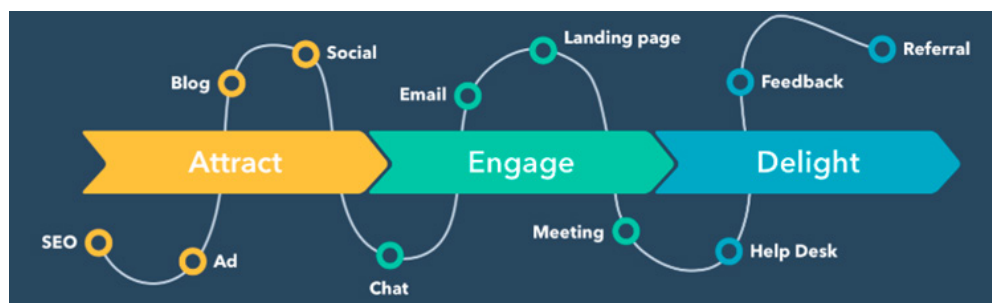 Social
Landing page
Referral
Blog
Email
Feedback
Attract
Engage
Delight
SEO
Ad
Meeting
Help Desk
Chat